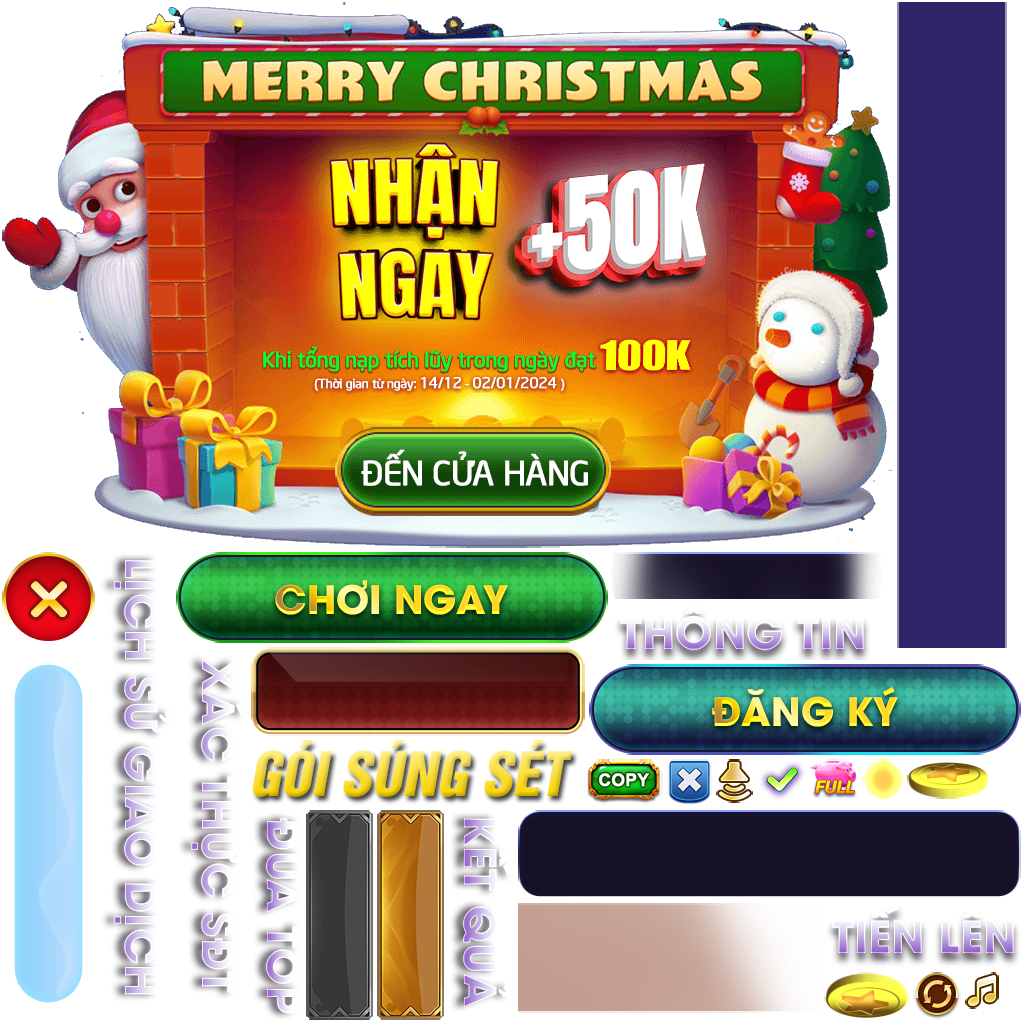 MERRY CHRISTMAS
NHẬN
NGAY
+50K
Khi tổng nạp tích lũy trong ngày đạt 100K
(Thời gian từ ngày: 14/12 - 02/01/2024 )
ĐẾN CỬA HÀNG
CHƠI NGAY
THÔNG TIN
LỊCH SỬ GIAO DỊCH
XÁC THỰC SĐT
ĐĂNG KÝ
GÓI SÚNG SÉT
COPY
FULL
ĐUA TOP
KẾT QUẢ
TIẾN LÊN